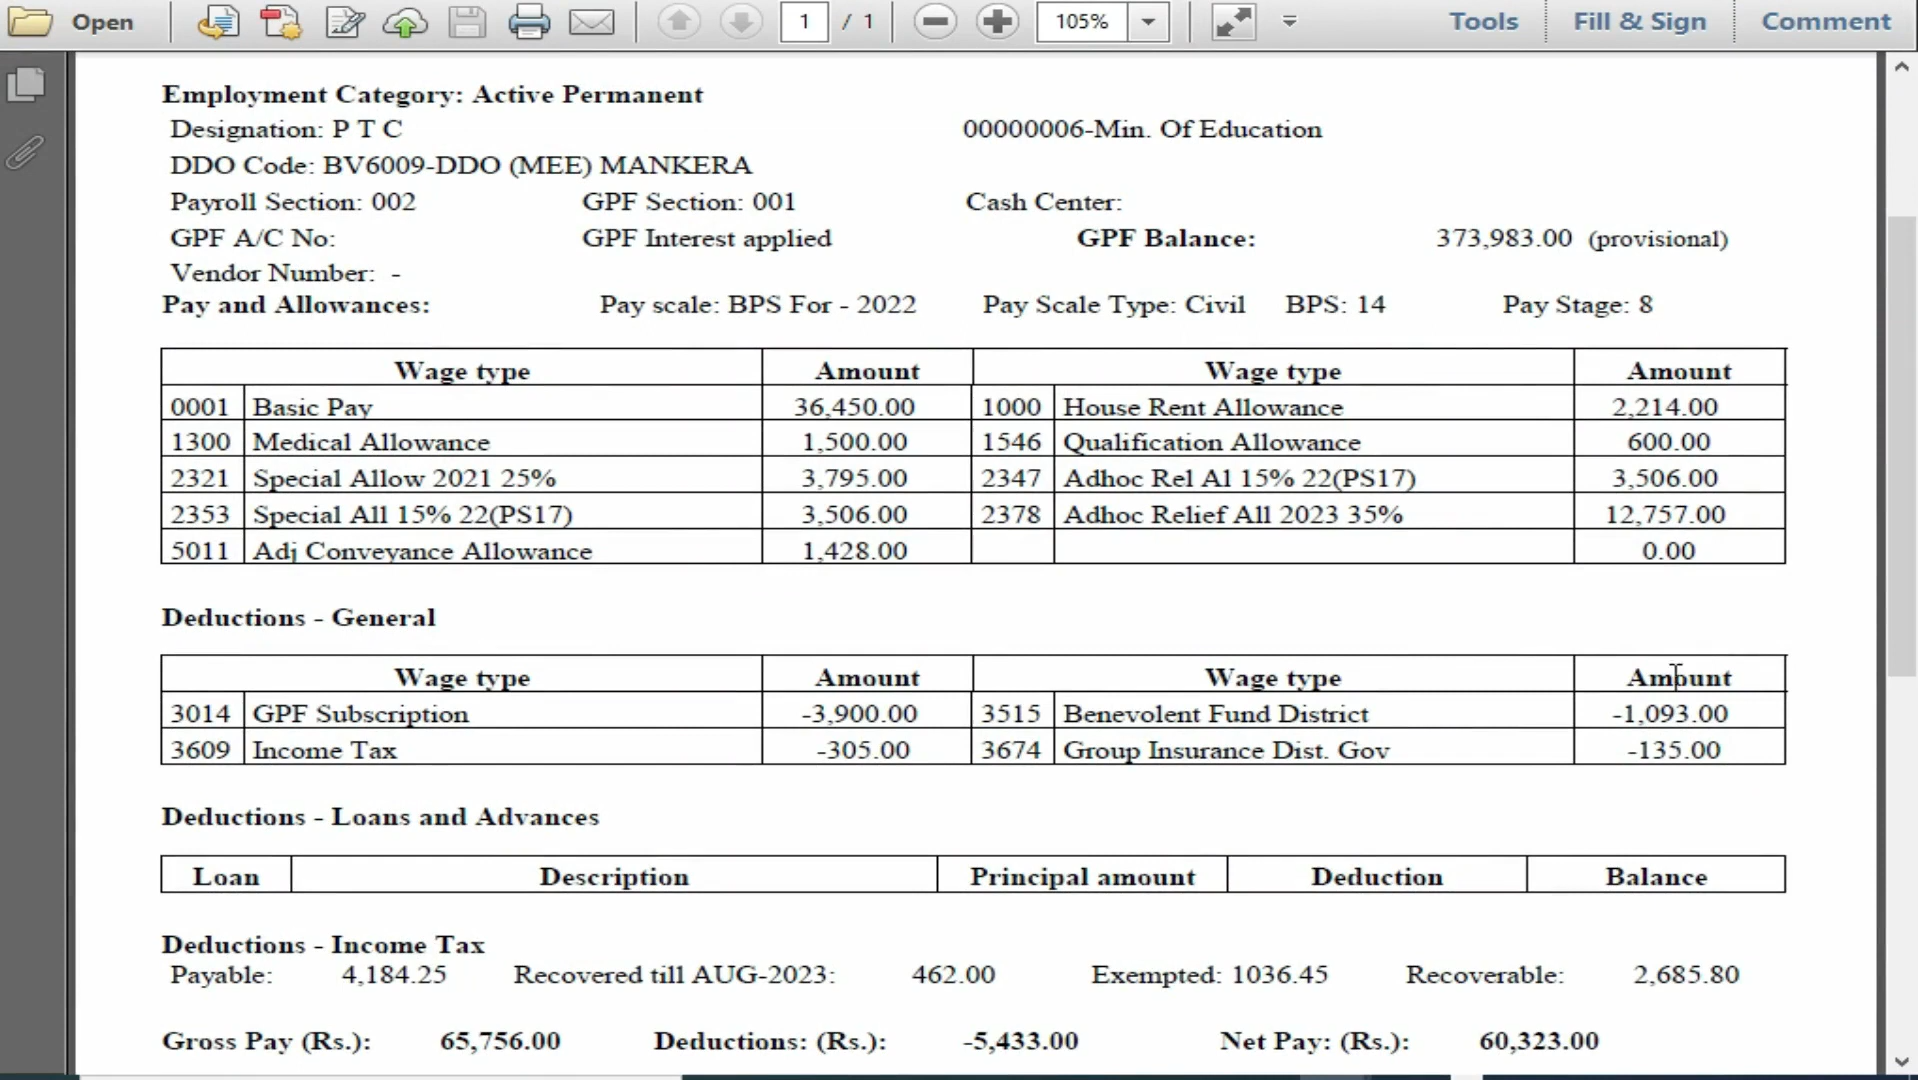 Open 1 / 1 105% Tools Fill & Sign Comment
Employment Category: Active Permanent
Designation: P T C 00000006-Min. Of Education
DDO Code: BV6009-DDO (MEE) MANKERA
Payroll Section: 002 GPF Section: 001 Cash Center:
GPF A/C No: GPF Interest applied GPF Balance: 373,983.00 (provisional)
Vendor Number: -
Pay and Allowances: Pay scale: BPS For - 2022 Pay Scale Type: Civil BPS: 14 Pay Stage: 8
Wage type Amount Wage type Amount
0001 Basic Pay 36,450.00 1000 House Rent Allowance 2,214.00
1300 Medical Allowance 1,500.00 1546 Qualification Allowance 600.00
2321 Special Allow 2021 25% 3,795.00 2347 Adhoc Rel Al 15% 22(PS17) 3,506.00
2353 Special All 15% 22(PS17) 3,506.00 2378 Adhoc Relief All 2023 35% 12,757.00
5011 Adj Conveyance Allowance 1,428.00 0.00
Deductions - General
Wage type Amount Wage type Amount
3014 GPF Subscription -3,900.00 3515 Benevolent Fund District -1,093.00
3609 Income Tax -305.00 3674 Group Insurance Dist. Gov -135.00
Deductions - Loans and Advances
Loan Description Principal amount Deduction Balance
Deductions - Income Tax
Payable: 4,184.25 Recovered till AUG-2023: 462.00 Exempted: 1036.45 Recoverable: 2,685.80
Gross Pay (Rs.): 65,756.00 Deductions: (Rs.): -5,433.00 Net Pay: (Rs.): 60,323.00